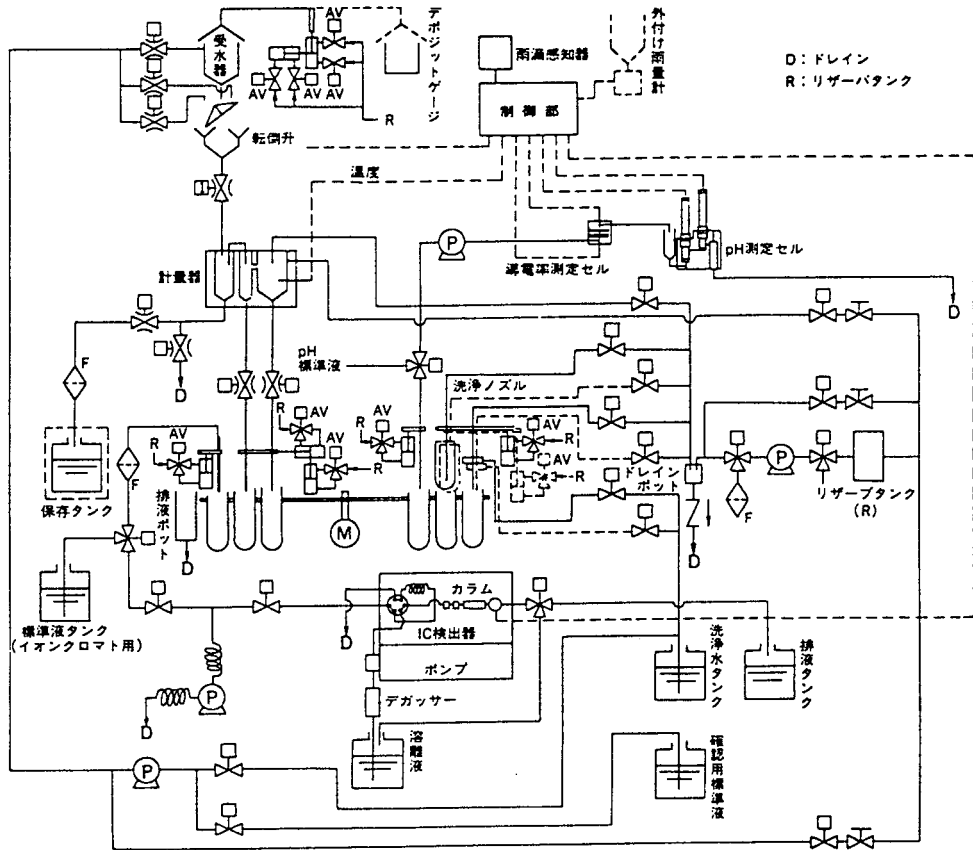 AV
受水器
AV
AV
AV
R
デポジットゲージ
雨滴感知器
外付け雨量計
D：ドレイン
R：リザーバタンク
制御部
転倒升
温度
P
導電率測定セル
pH測定セル
D
計量器
pH
標準液
洗浄ノズル
F
D
AV
R
AV
R
AV
R
AV
R
AV
R
AV
R
F
保存タンク
排液ポット
D
M
ドレイン
ポット
D
F
P
リザーブタンク
(R)
標準液タンク
(イオンクロマト用)
P
D
カラム
D
IC検出器
ポンプ
デガッサー
溶離液
洗浄水タンク
排液タンク
P
確認用標準液